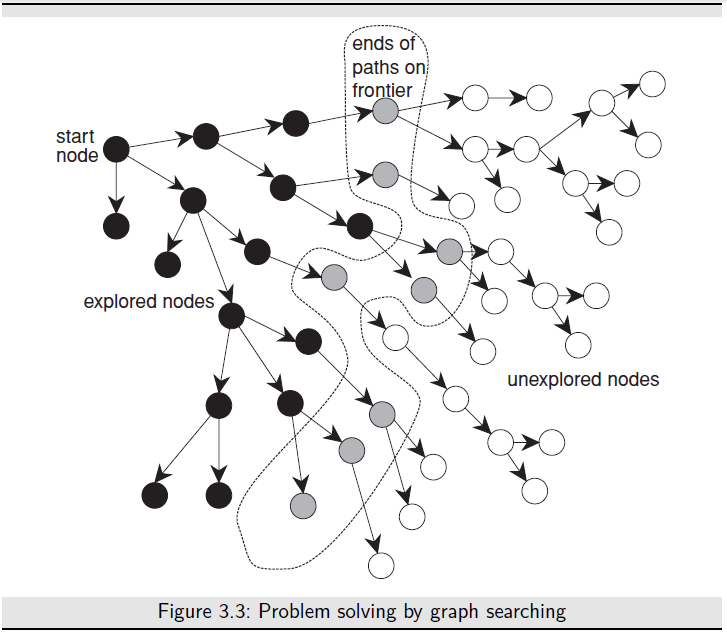 ends of
paths on
frontier
start
node
explored nodes
unexplored nodes
Figure 3.3: Problem solving by graph searching